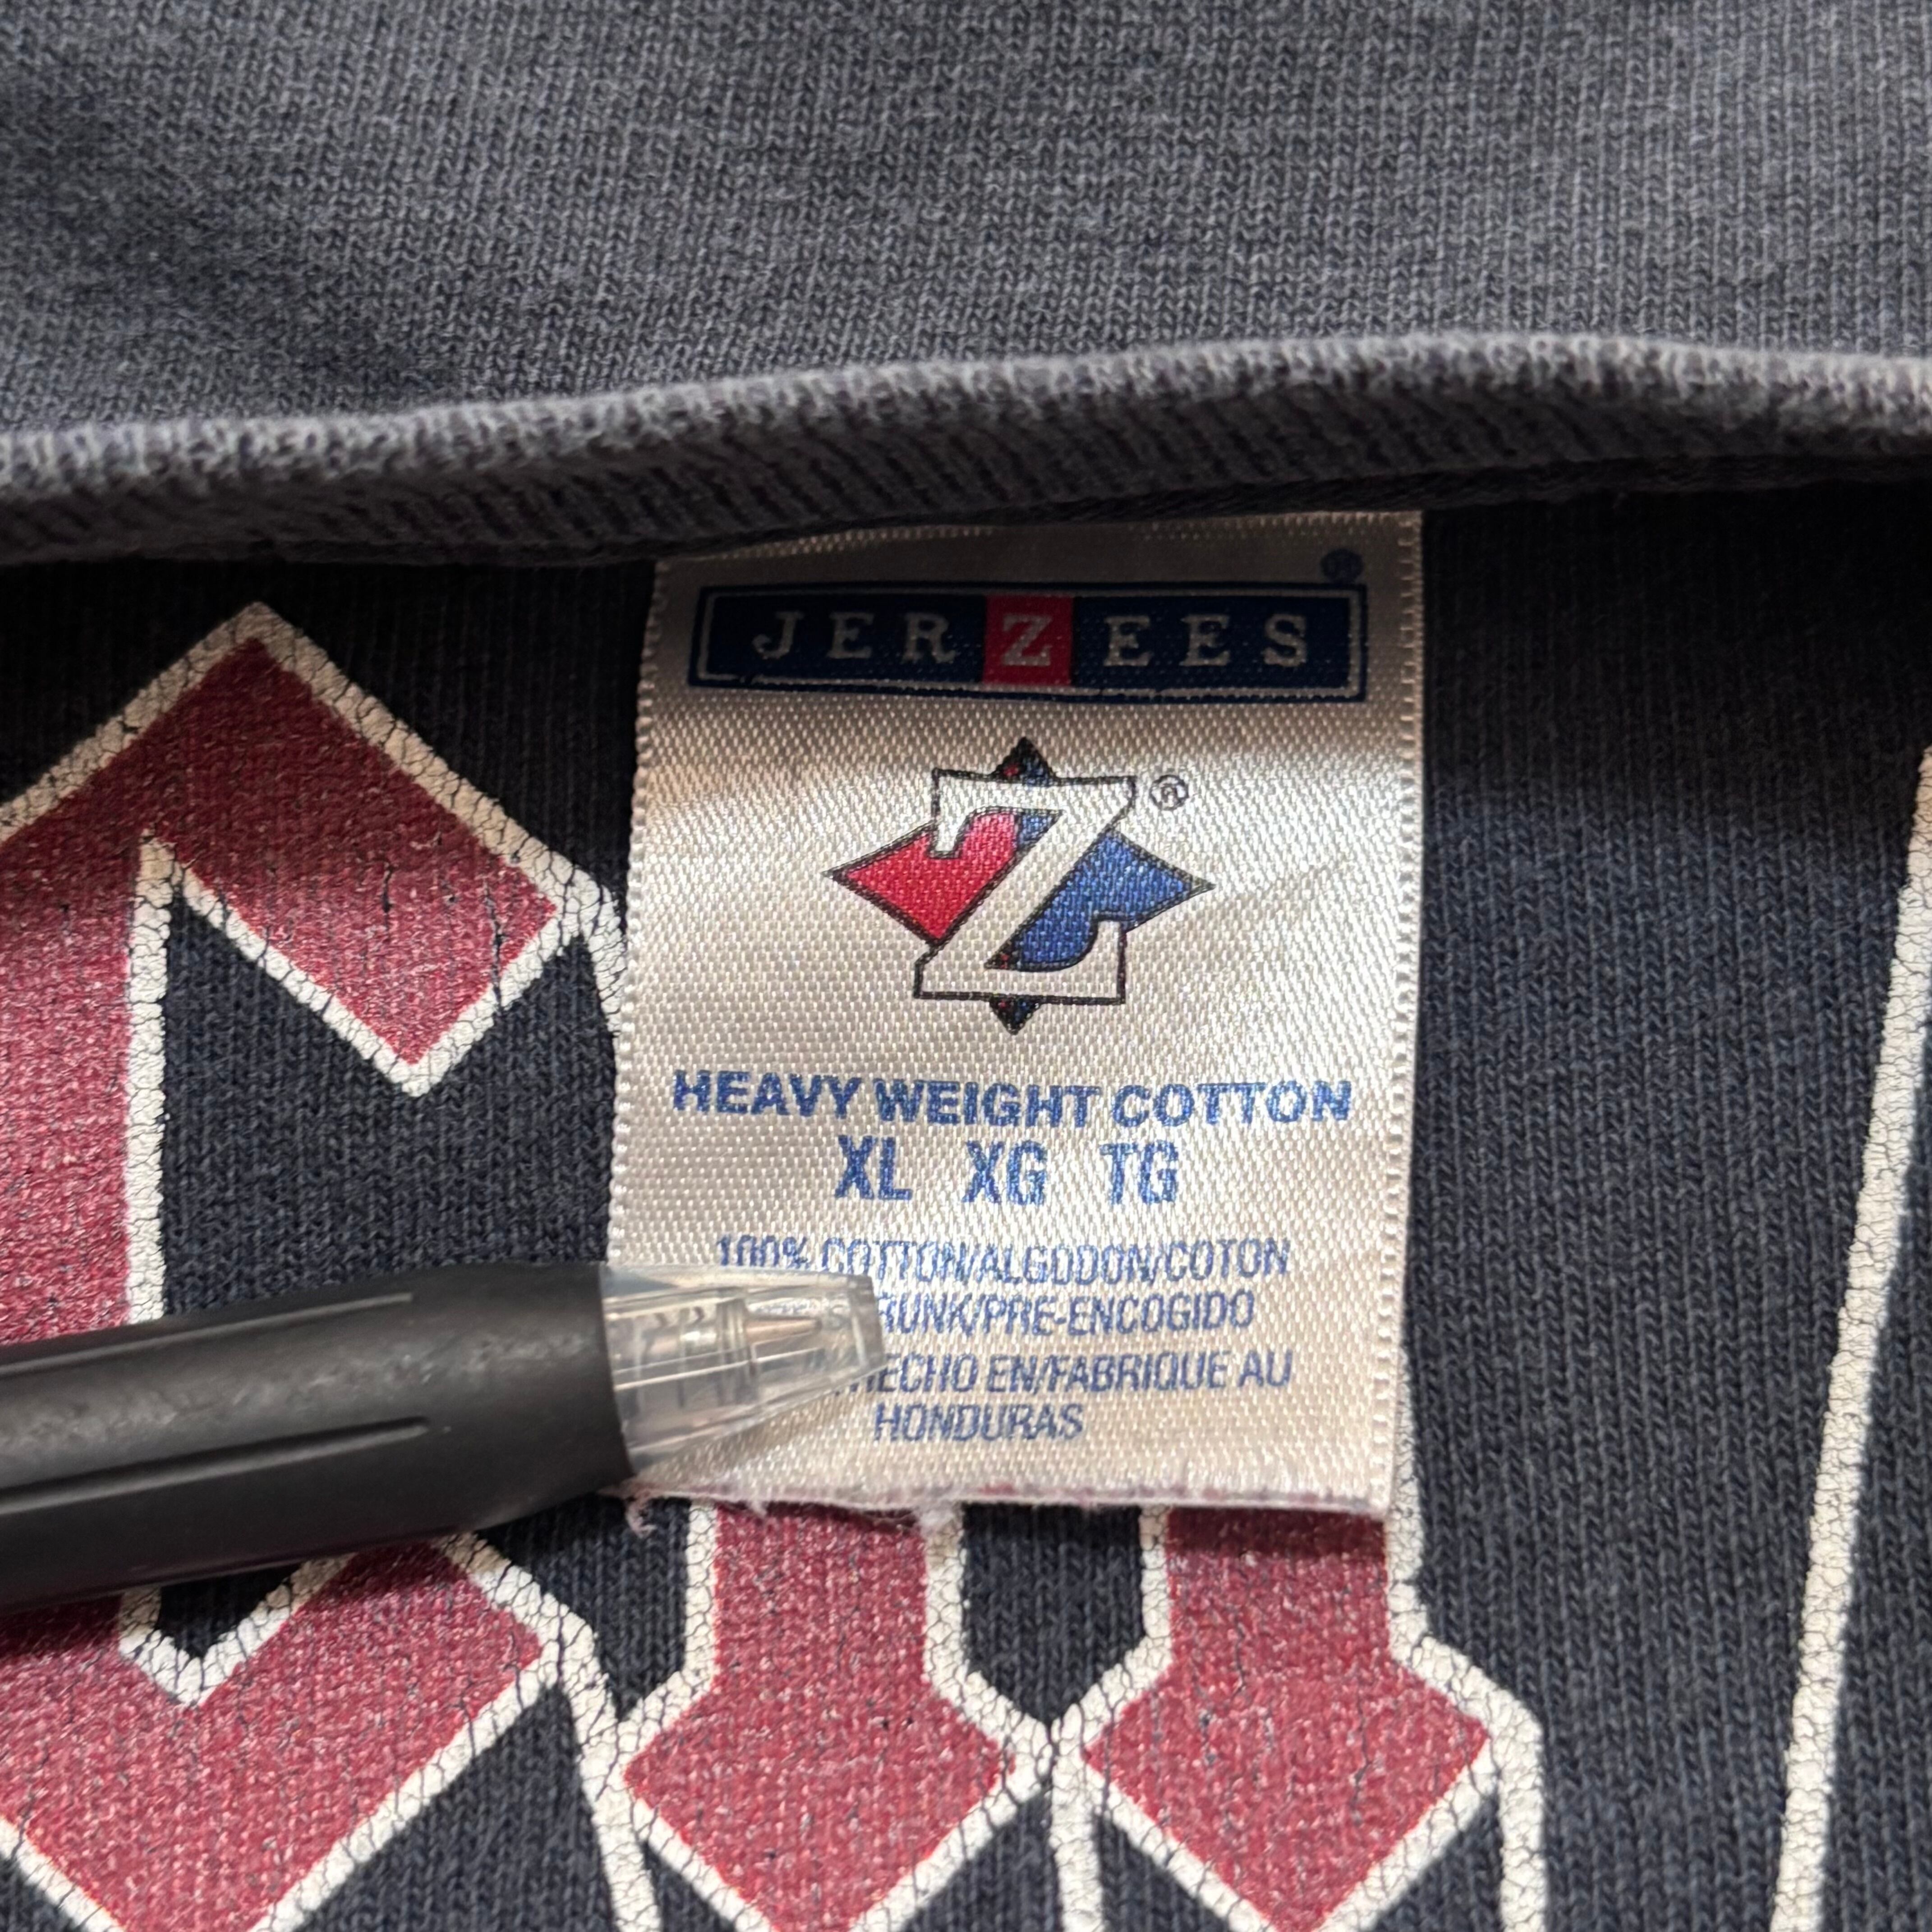 JERZEES
Z ®
HEAVY WEIGHT COTTON
XL XG TG
100% COTTON/ALGODON/COTON
RUNK/PRE-ENCOGIDO
HECHO EN/FABRIQUE AU
HONDURAS